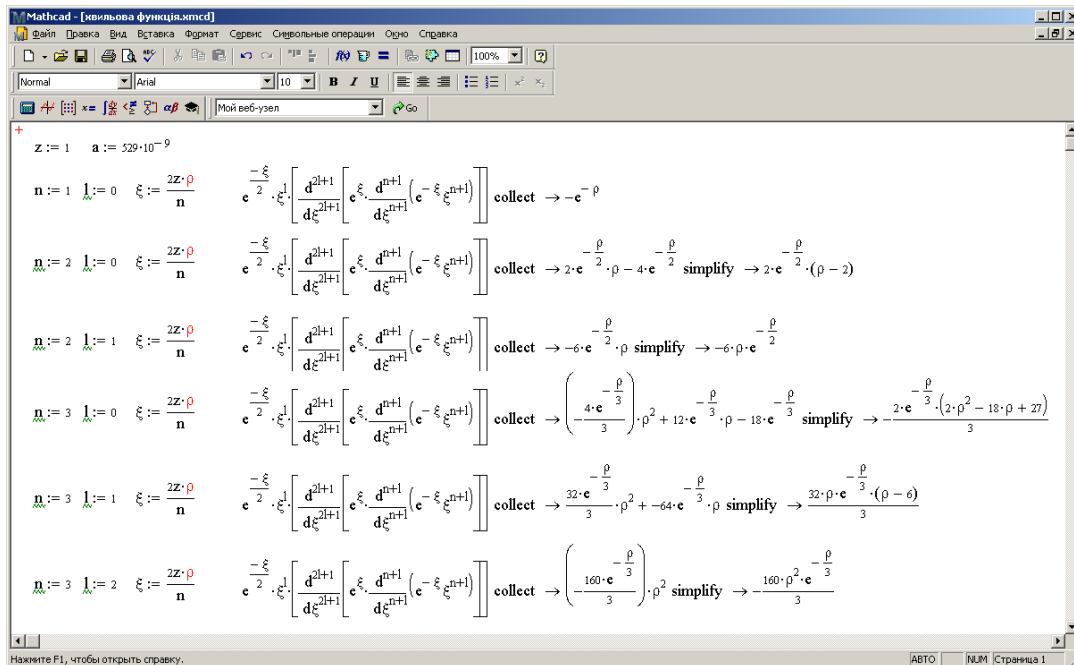 Mathcad - [хвильова функція.xmcd]
Файл Правка Вид Вставка Формат Сервис Символьные операции Окно Справка
100%
Normal Arial 10 B I U
Мой веб-узел Go
z := 1 a := 529·10^−9
n := 1 l := 0 ξ := 2z·ρ/n e^(−ξ/2)·ξ^l·[d^(2l+1)/dξ^(2l+1)[e^ξ·d^(n+1)/dξ^(n+1)(e^(−ξ) ξ^(n+1))]] collect → −e^(−ρ)
n := 2 l := 0 ξ := 2z·ρ/n e^(−ξ/2)·ξ^l·[d^(2l+1)/dξ^(2l+1)[e^ξ·d^(n+1)/dξ^(n+1)(e^(−ξ) ξ^(n+1))]] collect → 2·e^(−ρ/2)·ρ − 4·e^(−ρ/2) simplify → 2·e^(−ρ/2)·(ρ − 2)
n := 2 l := 1 ξ := 2z·ρ/n e^(−ξ/2)·ξ^l·[d^(2l+1)/dξ^(2l+1)[e^ξ·d^(n+1)/dξ^(n+1)(e^(−ξ) ξ^(n+1))]] collect → −6·e^(−ρ/2)·ρ simplify → −6·ρ·e^(−ρ/2)
n := 3 l := 0 ξ := 2z·ρ/n e^(−ξ/2)·ξ^l·[d^(2l+1)/dξ^(2l+1)[e^ξ·d^(n+1)/dξ^(n+1)(e^(−ξ) ξ^(n+1))]] collect → (−4·e^(−ρ/3)/3)·ρ^2 + 12·e^(−ρ/3)·ρ − 18·e^(−ρ/3) simplify → −2·e^(−ρ/3)·(2·ρ^2 − 18·ρ + 27)/3
n := 3 l := 1 ξ := 2z·ρ/n e^(−ξ/2)·ξ^l·[d^(2l+1)/dξ^(2l+1)[e^ξ·d^(n+1)/dξ^(n+1)(e^(−ξ) ξ^(n+1))]] collect → 32·e^(−ρ/3)/3·ρ^2 + −64·e^(−ρ/3)·ρ simplify → 32·ρ·e^(−ρ/3)·(ρ − 6)/3
n := 3 l := 2 ξ := 2z·ρ/n e^(−ξ/2)·ξ^l·[d^(2l+1)/dξ^(2l+1)[e^ξ·d^(n+1)/dξ^(n+1)(e^(−ξ) ξ^(n+1))]] collect → (−160·e^(−ρ/3)/3)·ρ^2 simplify → −160·ρ^2·e^(−ρ/3)/3
Нажмите F1, чтобы открыть справку. АВТО NUM Страница 1